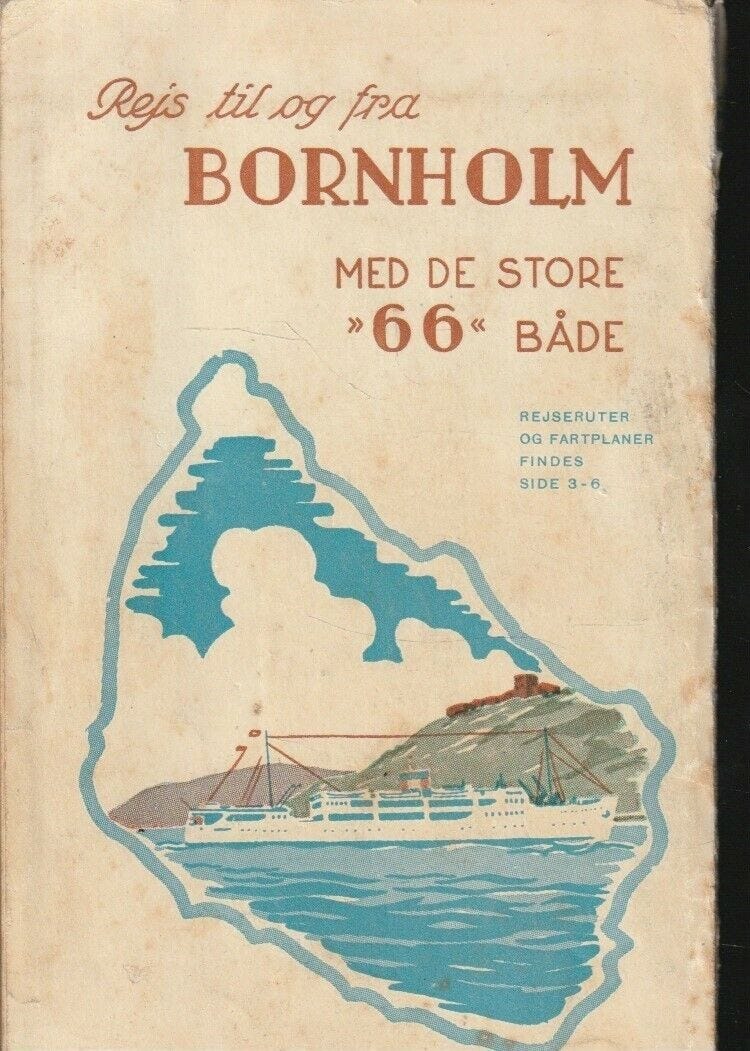 Rejs til og fra
BORNHOLM
MED DE STORE
»66« BÅDE
REJSERUTER
OG FARTPLANER
FINDES
SIDE 3-6